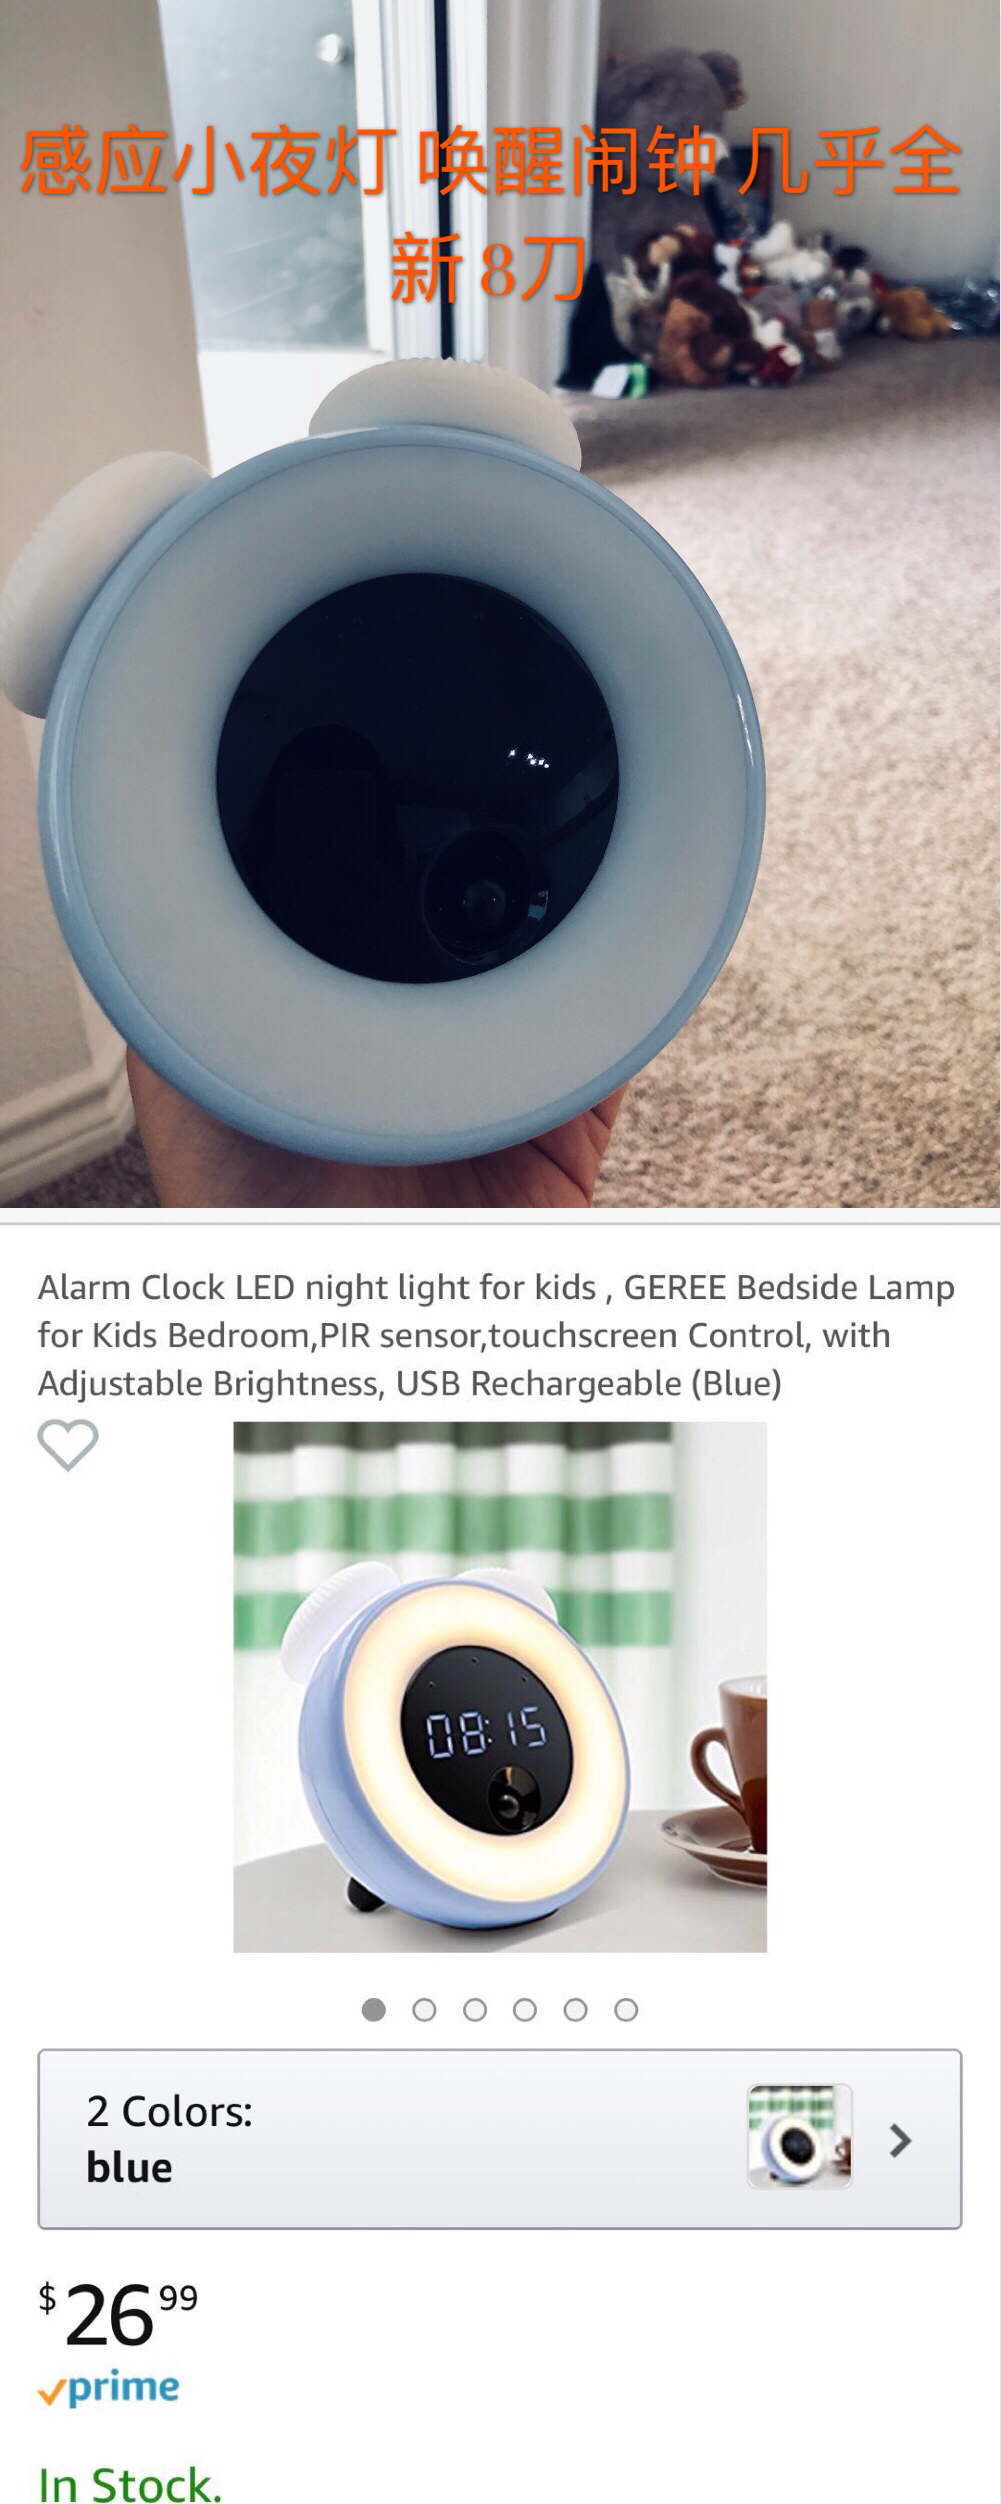 感应小夜灯 唤醒闹钟 几乎全
新 8刀
Alarm Clock LED night light for kids , GEREE Bedside Lamp
for Kids Bedroom,PIR sensor,touchscreen Control, with
Adjustable Brightness, USB Rechargeable (Blue)
08:15
2 Colors:
blue
$26 99
prime
In Stock.